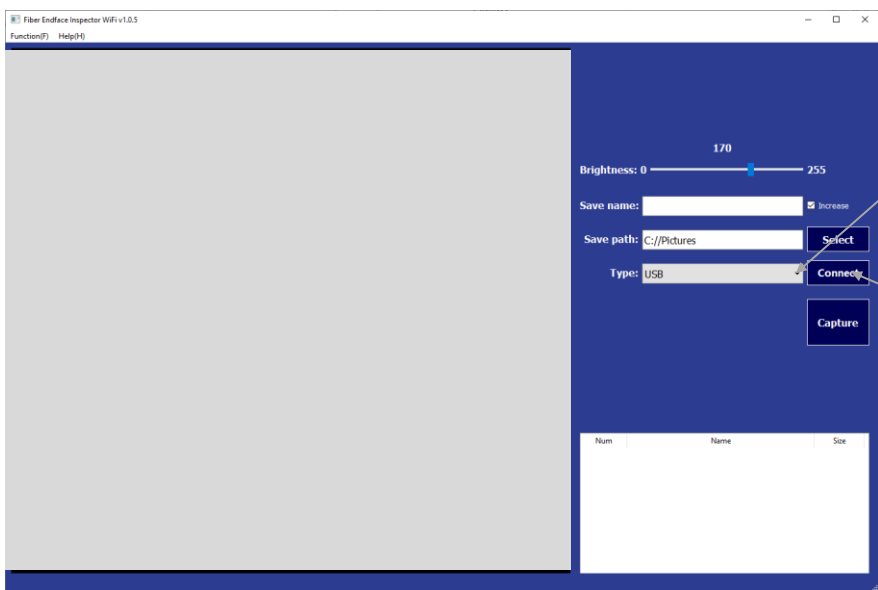 Fiber Endface Inspector WiFi v1.0.5
Function(F) Help(H)
170
Brightness: 0 255
Save name: Increase
Save path: C://Pictures Select
Type: USB Connect
Capture
Num Name Size